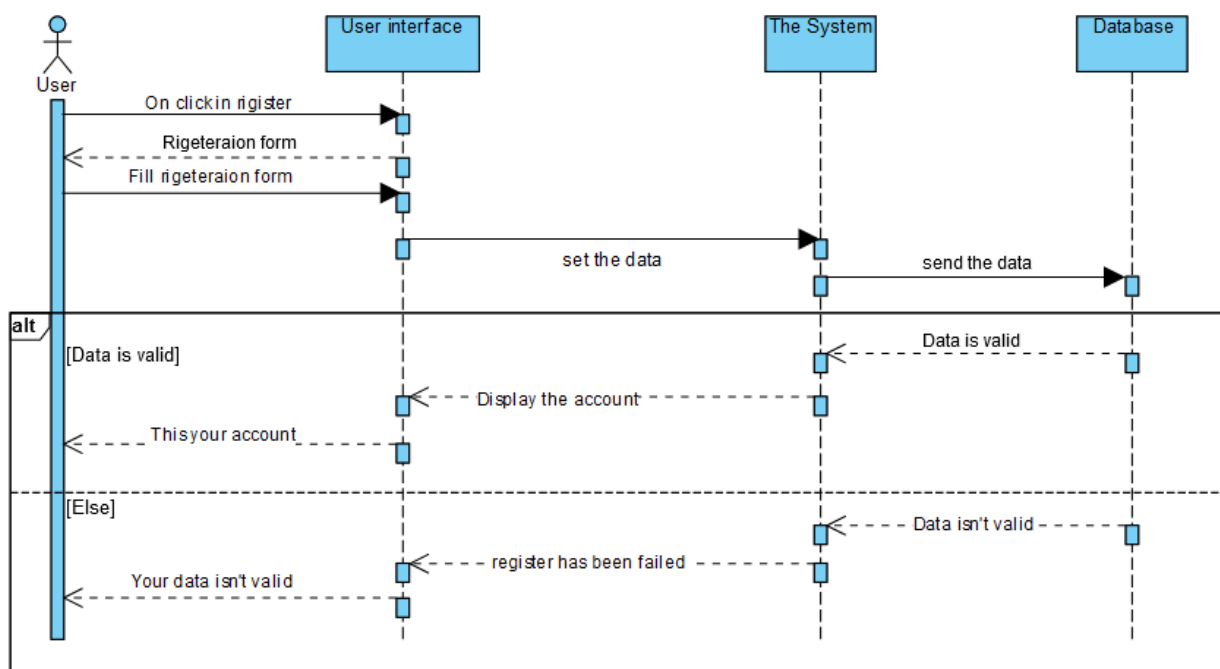 User interface
The System
Database
User
On clickin rigister
Rigeteraion form
Fill rigeteraion form
set the data
send the data
alt
[Data is valid]
Data is valid
Display the account
This your account
[Else]
Data isn't valid
register has been failed
Your data isn't valid